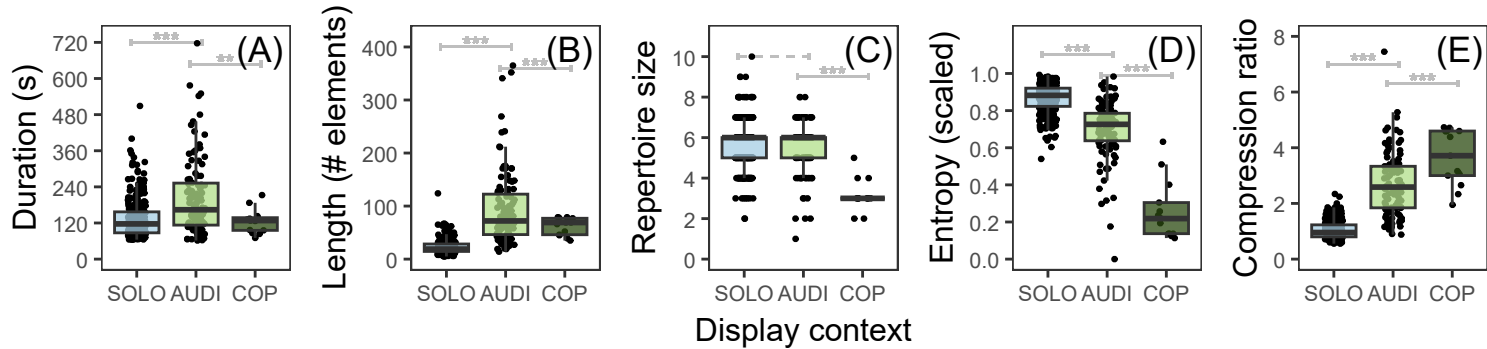 Duration (s)
720
600
480
360
240
120
0
***
**
(A)
SOLO AUDI COP
Length (# elements)
400
300
200
100
0
***
***
(B)
SOLO AUDI COP
Repertoire size
10
8
6
4
2
0
***
(C)
SOLO AUDI COP
Entropy (scaled)
1.0
0.8
0.6
0.4
0.2
0.0
***
***
(D)
SOLO AUDI COP
Compression ratio
8
6
4
2
0
***
***
(E)
SOLO AUDI COP
Display context